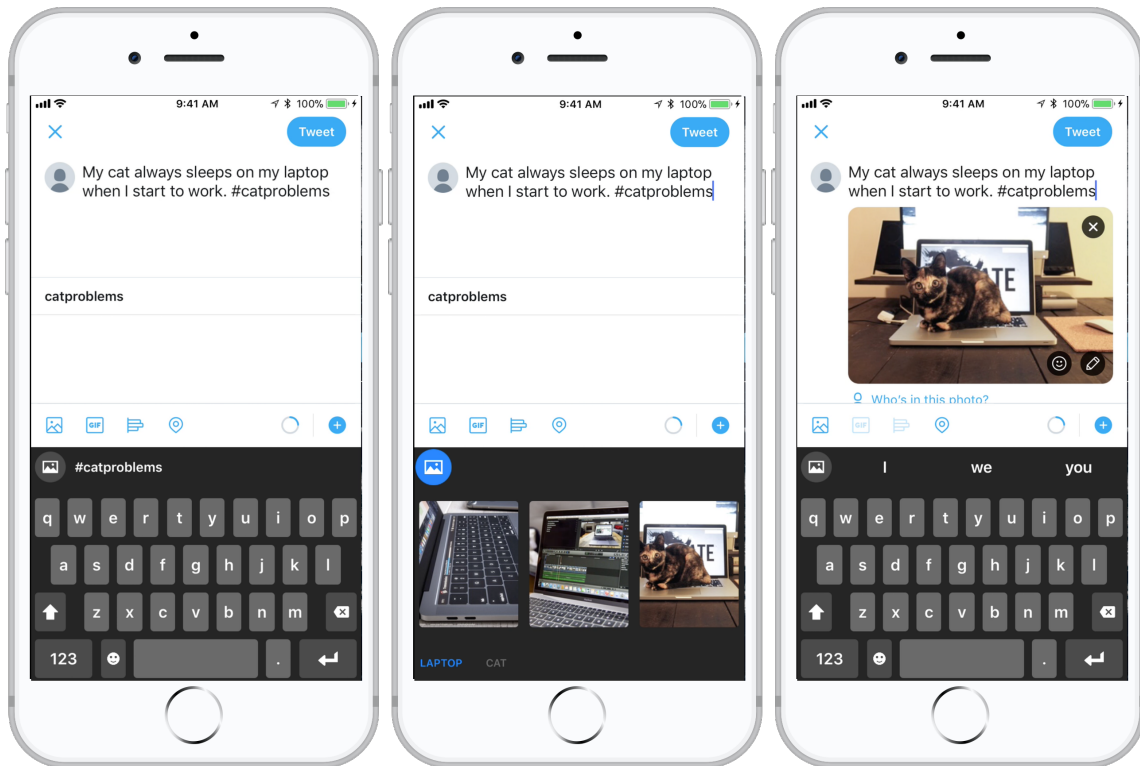 9:41 AM
100%
Tweet
My cat always sleeps on my laptop
when I start to work. #catproblems
catproblems
GIF
#catproblems
q w e r t y u i o p
a s d f g h j k l
z x c v b n m
123
.
9:41 AM
100%
Tweet
My cat always sleeps on my laptop
when I start to work. #catproblems
catproblems
GIF
LAPTOP CAT
9:41 AM
100%
Tweet
My cat always sleeps on my laptop
when I start to work. #catproblems
ATE
Who's in this photo?
GIF
I we you
q w e r t y u i o p
a s d f g h j k l
z x c v b n m
123
.